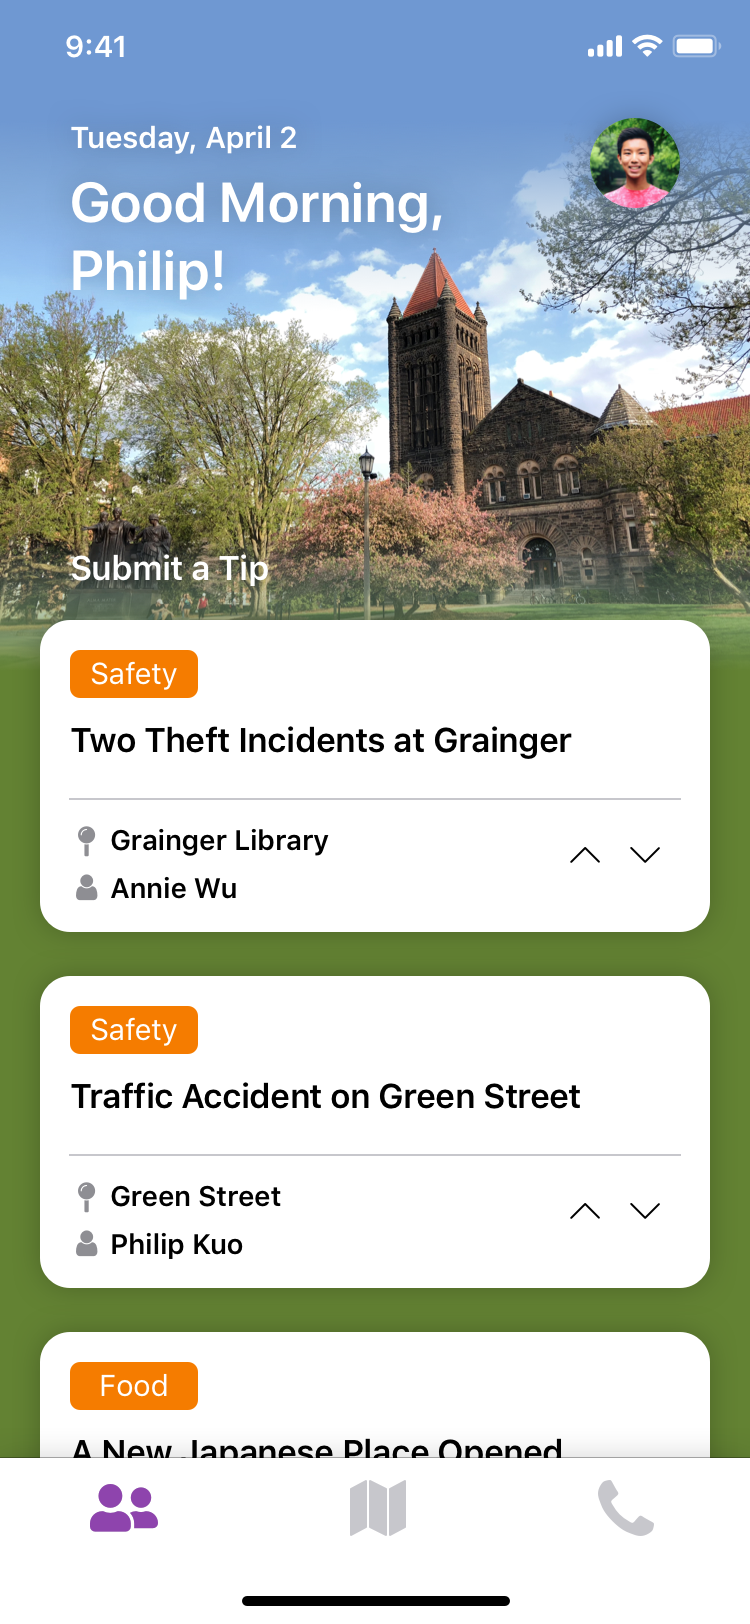 9:41
Tuesday, April 2
Good Morning,
Philip!
Submit a Tip
Safety
Two Theft Incidents at Grainger
Grainger Library
Annie Wu
Safety
Traffic Accident on Green Street
Green Street
Philip Kuo
Food
A New Japanese Place Opened